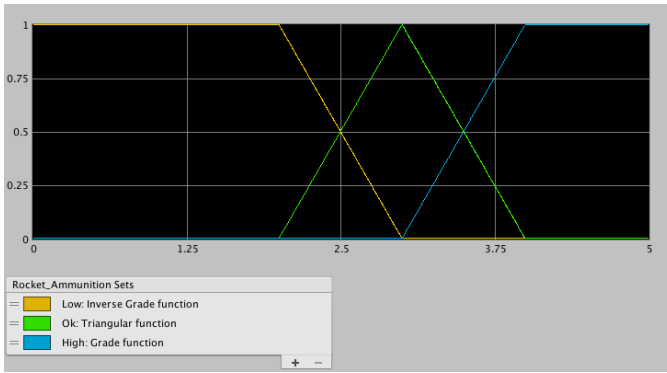 1
0.75
0.5
0.25
0
0 1.25 2.5 3.75 5
Rocket_Ammunition Sets
= Low: Inverse Grade function
= Ok: Triangular function
= High: Grade function
+ −